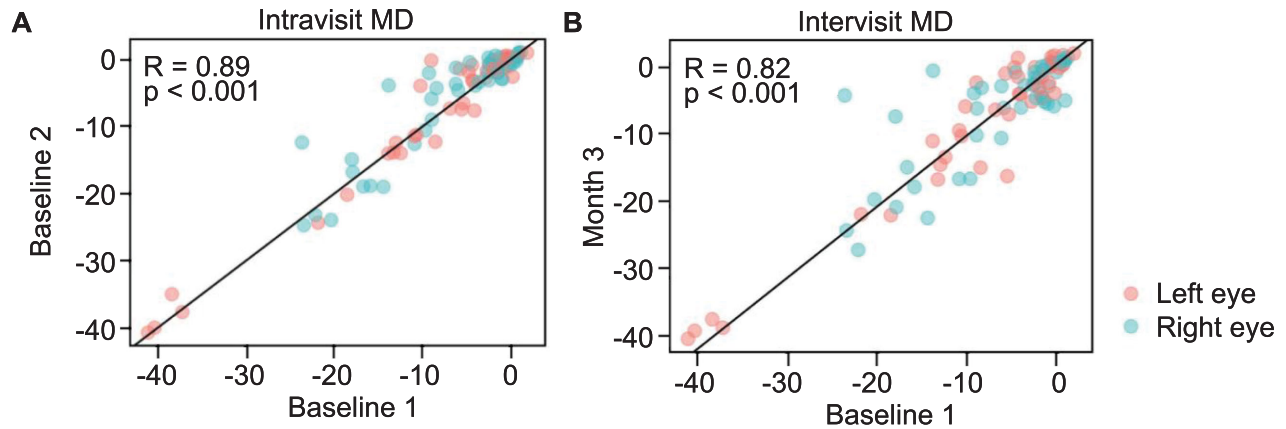 A
Intravisit MD
R = 0.89
p < 0.001
Baseline 2
0
-10
-20
-30
-40
-40 -30 -20 -10 0
Baseline 1
B
Intervisit MD
R = 0.82
p < 0.001
Month 3
0
-10
-20
-30
-40
-40 -30 -20 -10 0
Baseline 1
Left eye
Right eye